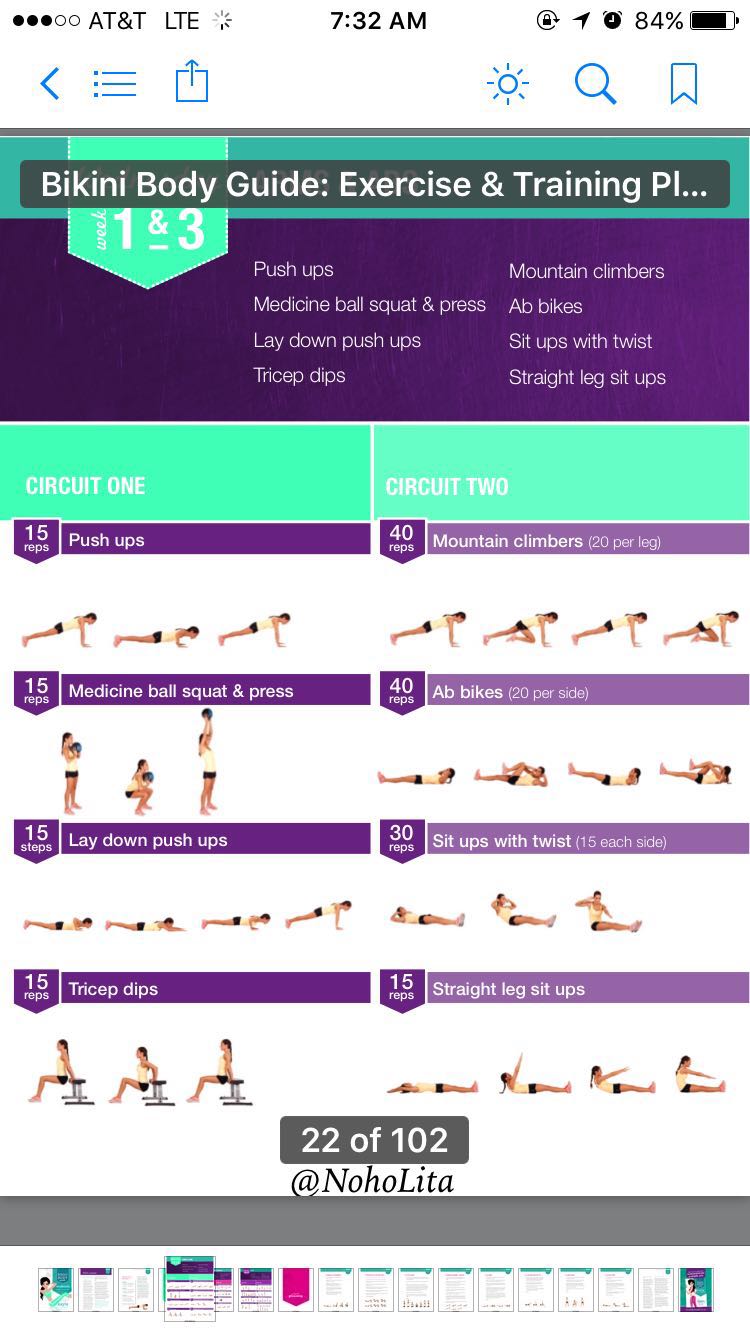 AT&T LTE 7:32 AM 84%
Bikini Body Guide: Exercise & Training Pl...
week 1 & 3
Push ups
Medicine ball squat & press
Lay down push ups
Tricep dips
Mountain climbers
Ab bikes
Sit ups with twist
Straight leg sit ups
CIRCUIT ONE
15 reps Push ups
15 reps Medicine ball squat & press
15 steps Lay down push ups
15 reps Tricep dips
CIRCUIT TWO
40 reps Mountain climbers (20 per leg)
40 reps Ab bikes (20 per side)
30 reps Sit ups with twist (15 each side)
15 reps Straight leg sit ups
22 of 102
@NohoLita